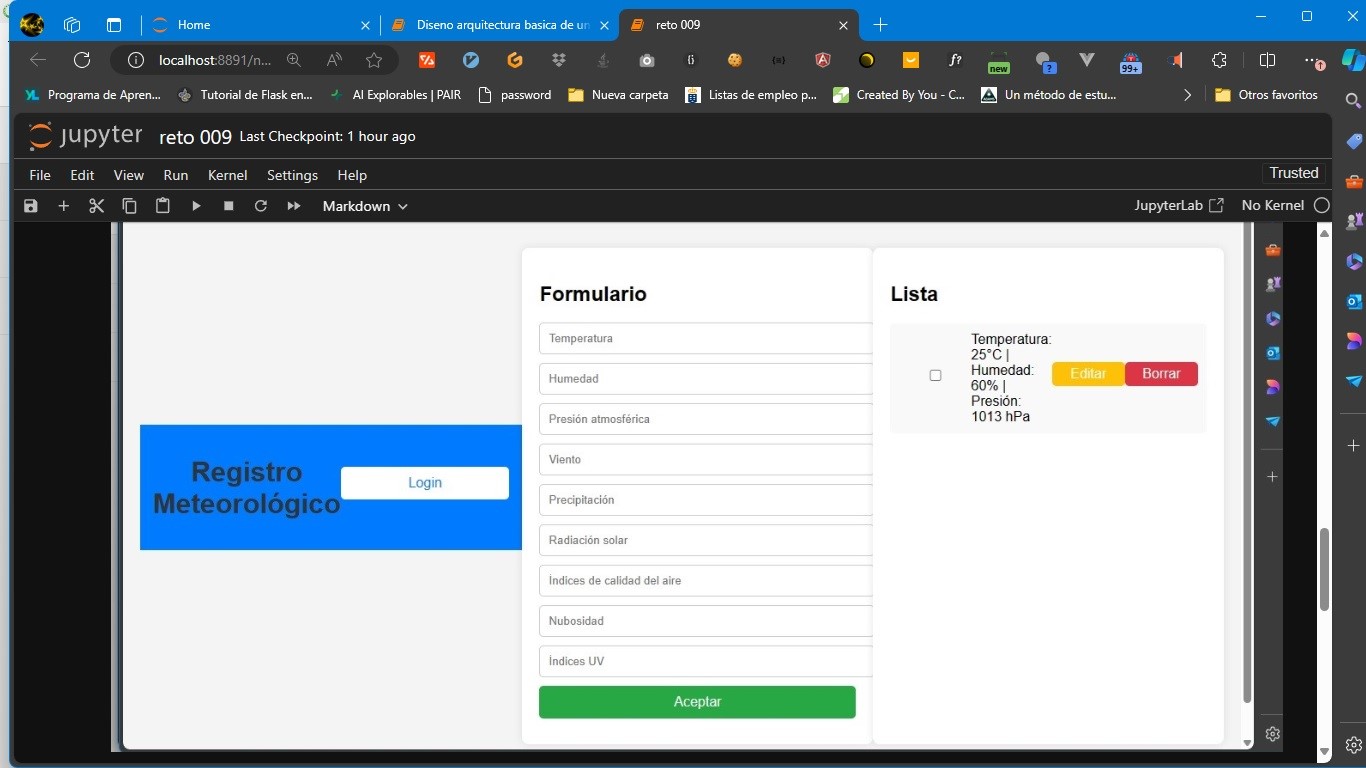 Home
Diseno arquitectura basica de un
reto 009
localhost:8891/n...
new
?
99+
Programa de Apren...
Tutorial de Flask en...
AI Explorables | PAIR
password
Nueva carpeta
Listas de empleo p...
Created By You - C...
Un método de estu...
Otros favoritos
jupyter
reto 009
Last Checkpoint: 1 hour ago
File
Edit
View
Run
Kernel
Settings
Help
Trusted
Markdown
JupyterLab
No Kernel
Registro
Meteorológico
Login
Formulario
Temperatura
Humedad
Presión atmosférica
Viento
Precipitación
Radiación solar
Índices de calidad del aire
Nubosidad
Índices UV
Aceptar
Lista
Temperatura:
25°C |
Humedad:
60% |
Presión:
1013 hPa
Editar
Borrar